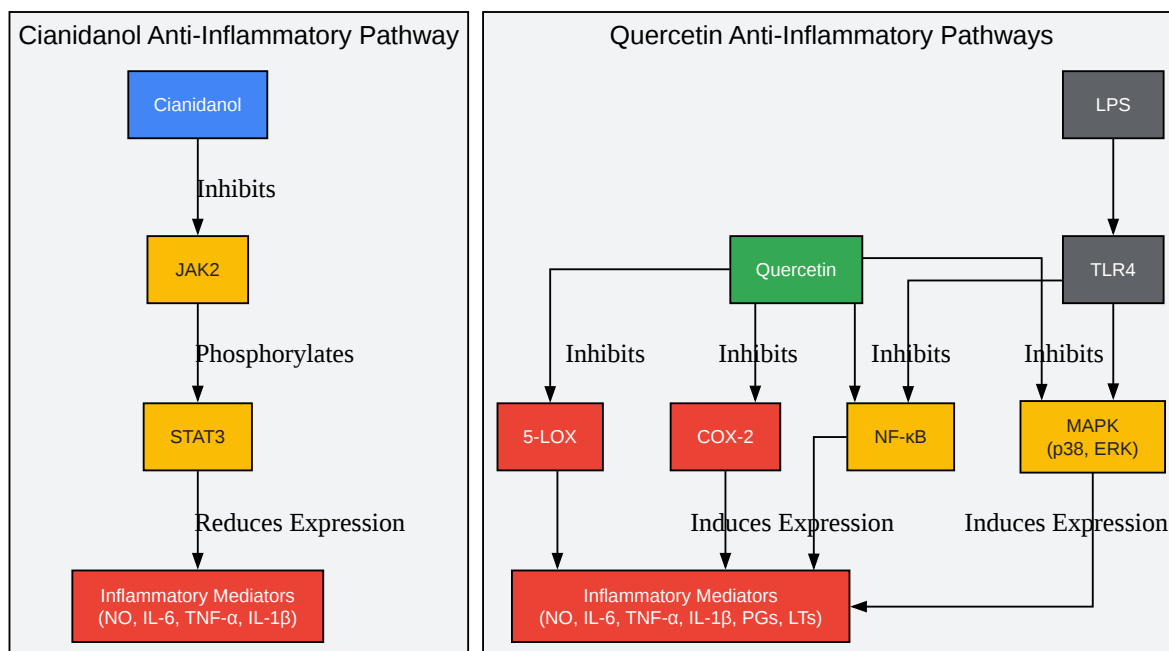 Cianidanol Anti-Inflammatory Pathway
Cianidanol
Inhibits
JAK2
Phosphorylates
STAT3
Reduces Expression
Inflammatory Mediators
(NO, IL-6, TNF-α, IL-1β)
Quercetin Anti-Inflammatory Pathways
LPS
Quercetin
TLR4
Inhibits
Inhibits
Inhibits
Inhibits
5-LOX
COX-2
NF-κB
MAPK
(p38, ERK)
Induces Expression
Induces Expression
Inflammatory Mediators
(NO, IL-6, TNF-α, IL-1β, PGs, LTs)